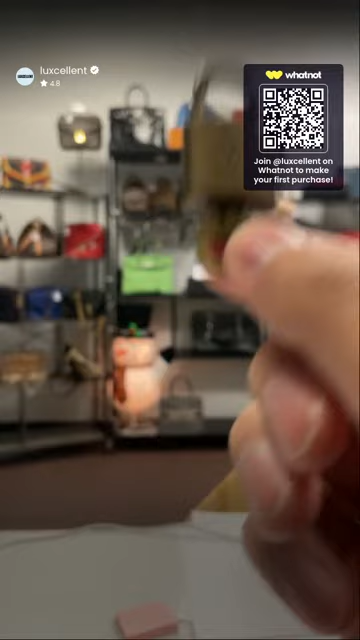 luxcellent
4.8
whatnot
Join @luxcellent on
Whatnot to make
your first purchase!